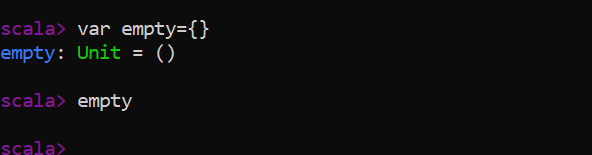 scala> var empty={}
empty: Unit = ()
scala> empty
scala>